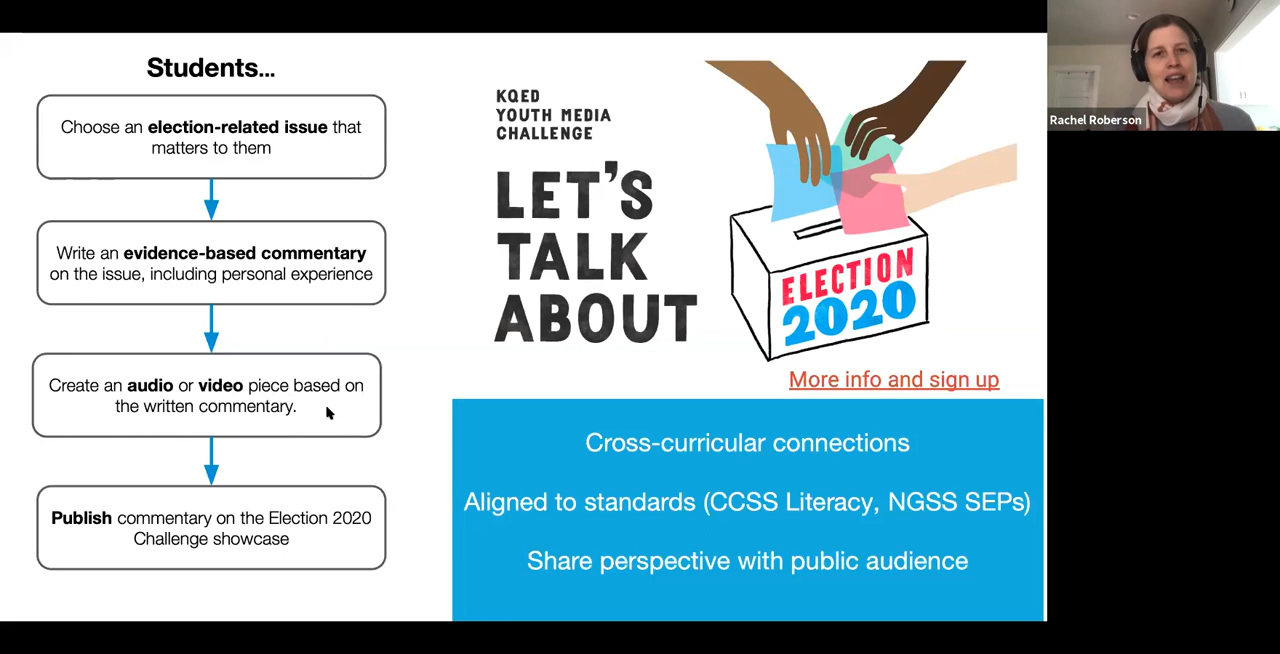 Students...
Choose an election-related issue that
matters to them
Write an evidence-based commentary
on the issue, including personal experience
Create an audio or video piece based on
the written commentary.
Publish commentary on the Election 2020
Challenge showcase
KQED
YOUTH MEDIA
CHALLENGE
LET'S
TALK
ABOUT
ELECTION
2020
More info and sign up
Cross-curricular connections
Aligned to standards (CCSS Literacy, NGSS SEPs)
Share perspective with public audience
Rachel Roberson